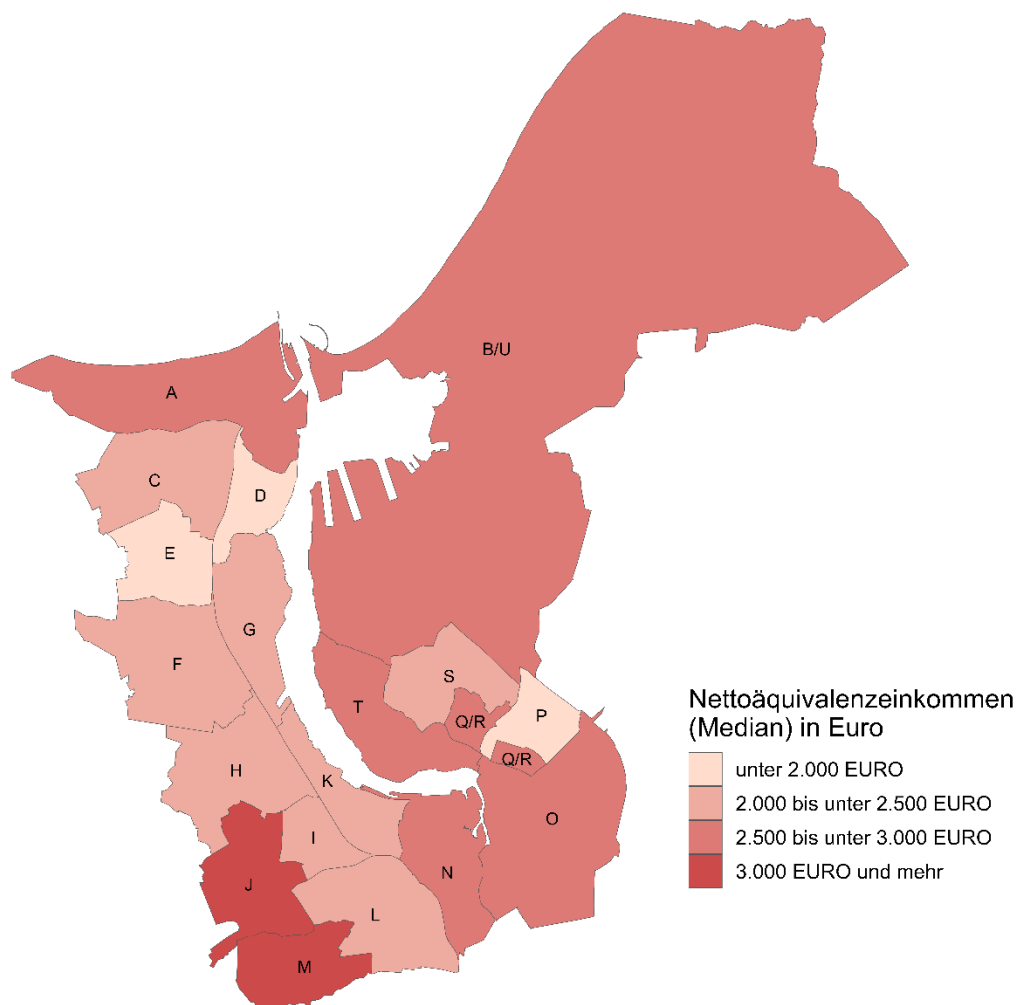 B/U
A
C
D
E
G
F
S
T
Q/R
P
Q/R
H
K
O
I
J
N
L
M
Nettoäquivalenzeinkommen
(Median) in Euro
unter 2.000 EURO
2.000 bis unter 2.500 EURO
2.500 bis unter 3.000 EURO
3.000 EURO und mehr